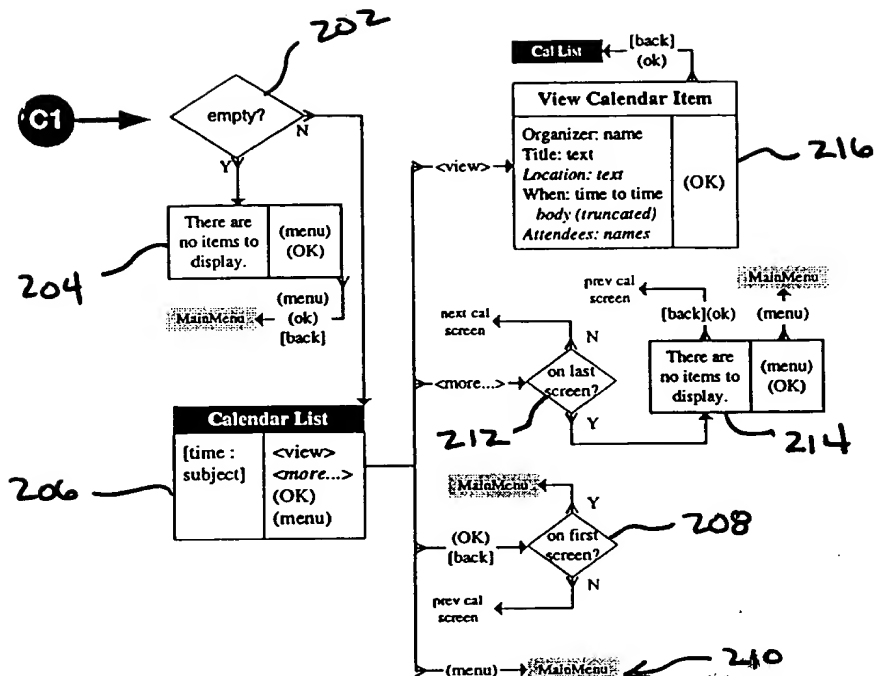 202
C1
empty?
N
Y
There are
no items to
display.
(menu)
(OK)
204
(menu)
(ok)
[back]
MainMenu
Calendar List
[time :
subject]
<view>
<more...>
(OK)
(menu)
206
Cal List
[back]
(ok)
View Calendar Item
Organizer: name
Title: text
Location: text
When: time to time
body (truncated)
Attendees: names
(OK)
216
<view>
prev cal
screen
MainMenu
next cal
screen
N
[back](ok)
(menu)
<more...>
on last
screen?
Y
212
There are
no items to
display.
(menu)
(OK)
214
MainMenu
Y
(OK)
[back]
on first
screen?
208
N
prev cal
screen
(menu)
MainMenu
210